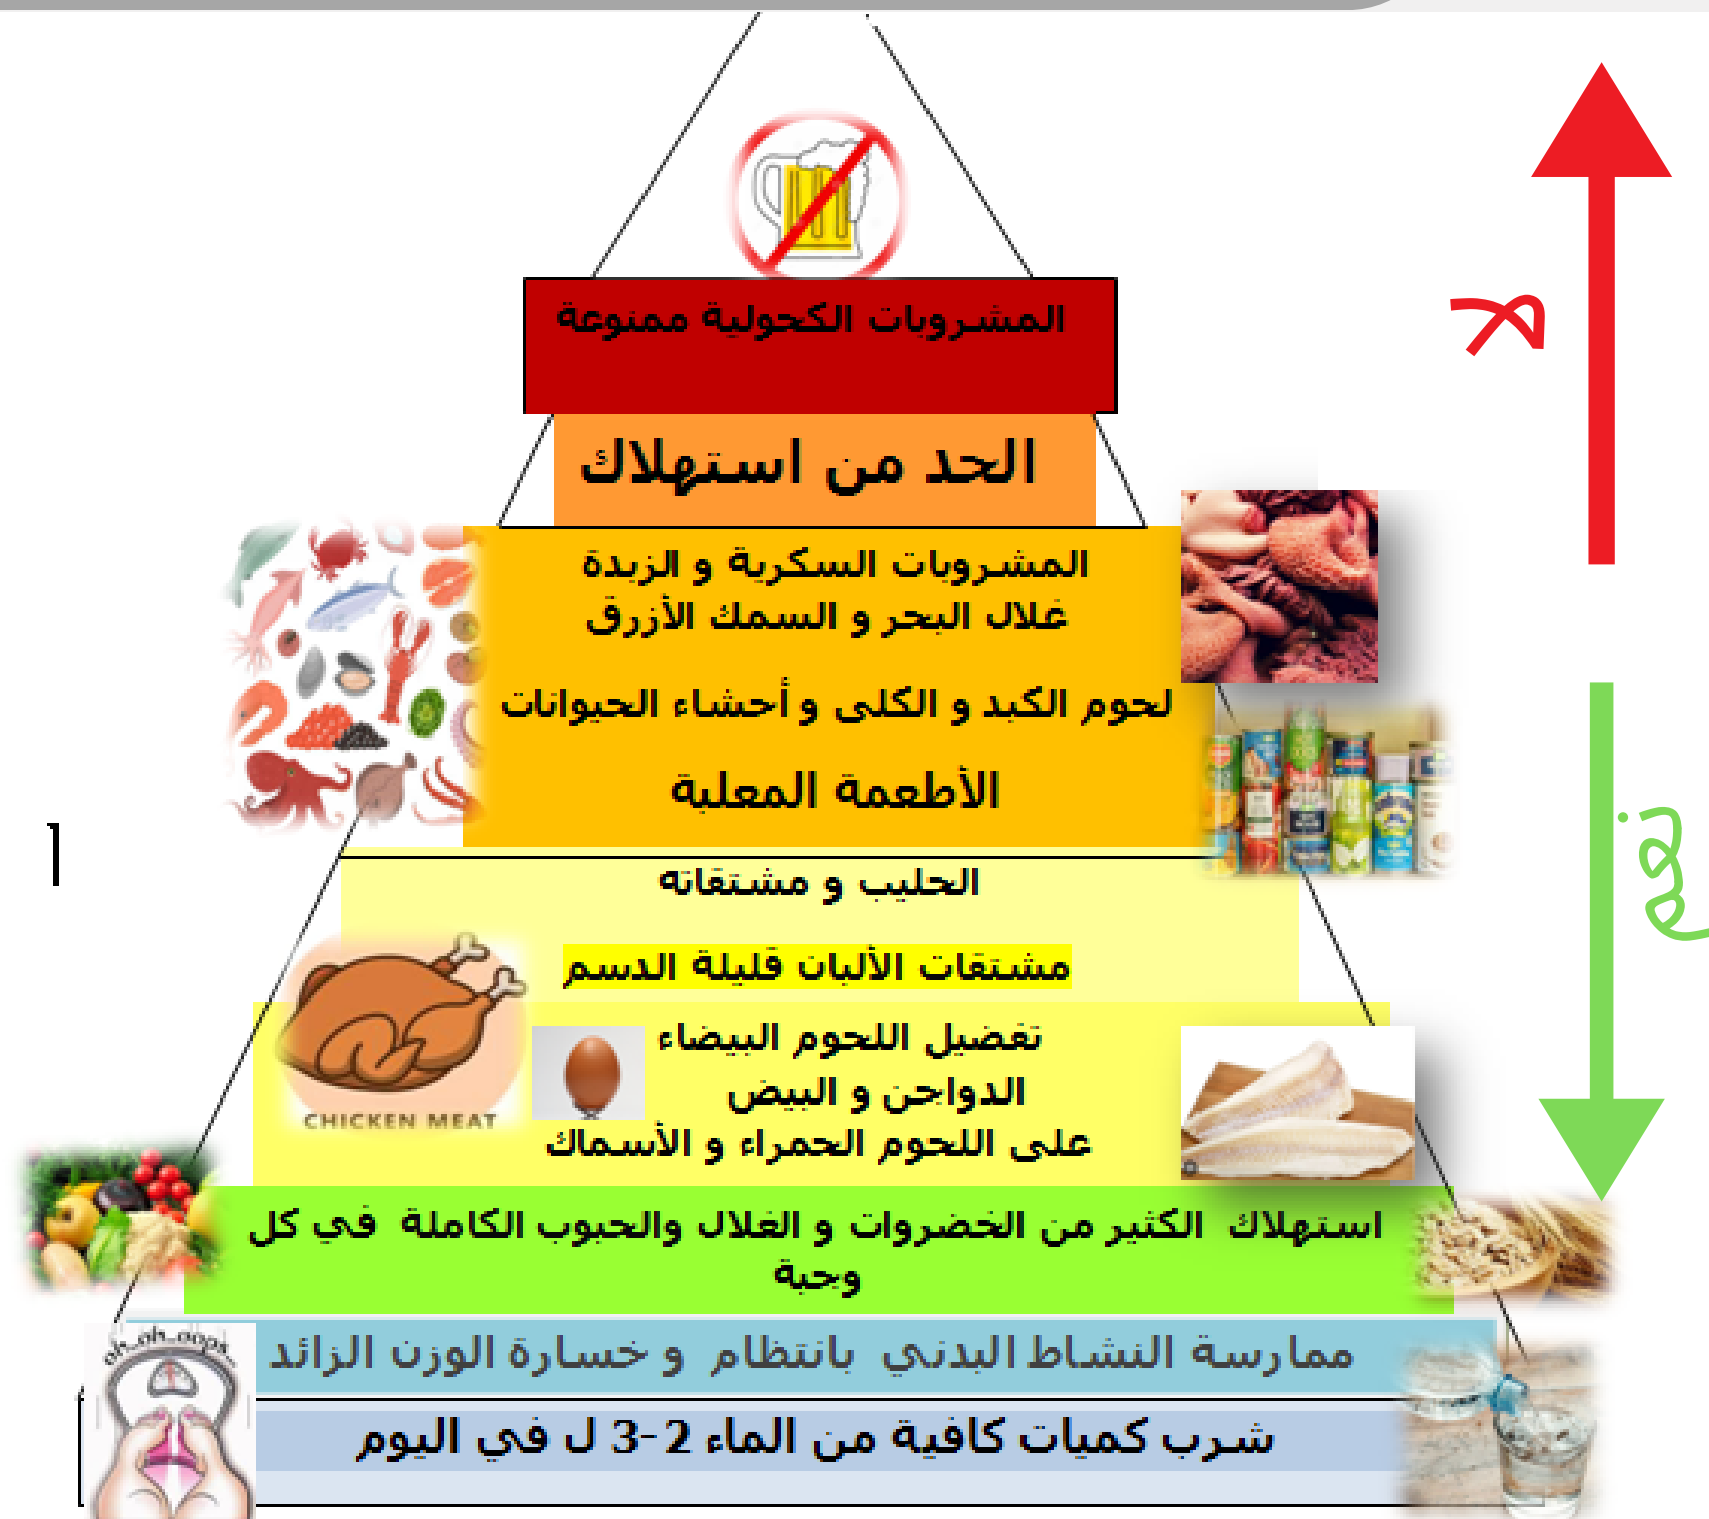 المشروبات الكحولية ممنوعة
لا
الحد من استهلاك
المشروبات السكرية و الزبدة
غلال البحر و السمك الأزرق
لحوم الكبد و الكلى و أحشاء الحيوانات
الأطعمة المعلبة
ا
نعم
الحليب و مشتقاته
مشتقات الألبان قليلة الدسم
تفضيل اللحوم البيضاء
الدواجن و البيض
CHICKEN MEAT
على اللحوم الحمراء و الأسماك
استهلاك الكثير من الخضروات و الغلال والحبوب الكاملة في كل
وجبة
ممارسة النشاط البدني بانتظام و خسارة الوزن الزائد
شرب كميات كافية من الماء 2-3 ل في اليوم